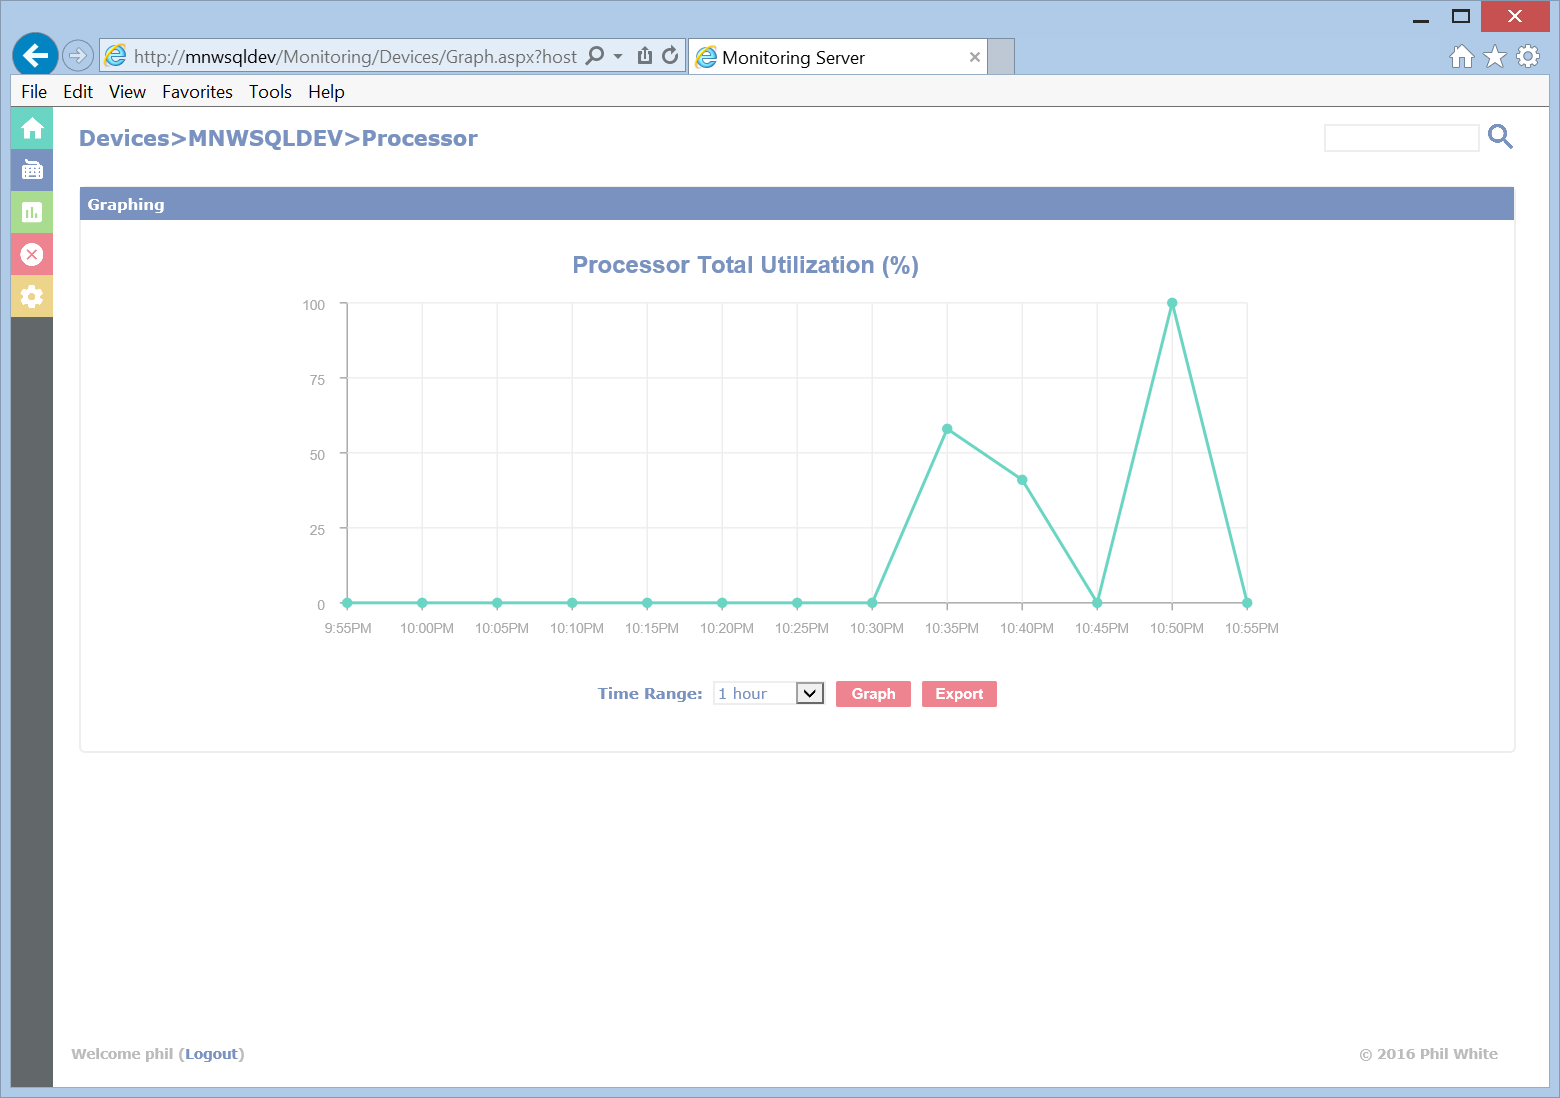 http://mnwsqldev/Monitoring/Devices/Graph.aspx?host
Monitoring Server
File Edit View Favorites Tools Help
Devices>MNWSQLDEV>Processor
Graphing
Processor Total Utilization (%)
100
75
50
25
0
9:55PM 10:00PM 10:05PM 10:10PM 10:15PM 10:20PM 10:25PM 10:30PM 10:35PM 10:40PM 10:45PM 10:50PM 10:55PM
Time Range: 1 hour Graph Export
Welcome phil (Logout)
© 2016 Phil White